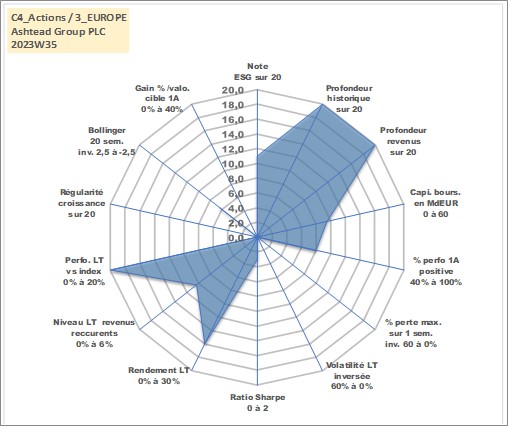 C4_Actions / 3_EUROPE
Ashtead Group PLC
2023W35
Note
ESG sur 20
Profondeur
historique
sur 20
Profondeur
revenus
sur 20
Capi. bours.
en MdEUR
0 à 60
% perfo 1A
positive
40% à 100%
% perte max.
sur 1 sem.
inv. 60 à 0%
Volatilité LT
inversée
60% à 0%
Ratio Sharpe
0 à 2
Rendement LT
0% à 30%
Niveau LT revenus
reccurents
0% à 6%
Perfo. LT
vs index
0% à 20%
Régularité
croissance
sur 20
Bollinger
20 sem.
inv. 2,5 à -2,5
Gain % /valo.
cible 1A
0% à 40%
20,0
18,0
16,0
14,0
12,0
10,0
8,0
6,0
4,0
2,0
0,0